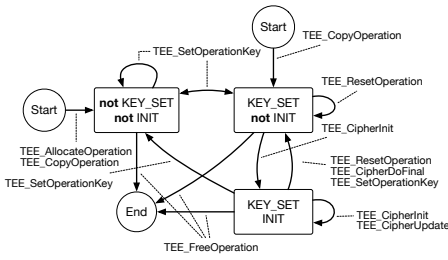 Start
TEE_CopyOperation
TEE_SetOperationKey
TEE_ResetOperation
not KEY_SET
not INIT
KEY_SET
not INIT
Start
TEE_CipherInit
TEE_AllocateOperation
TEE_CopyOperation
TEE_ResetOperation
TEE_CipherDoFinal
TEE_SetOperationKey
TEE_SetOperationKey
End
KEY_SET
INIT
TEE_CipherInit
TEE_CipherUpdate
TEE_FreeOperation